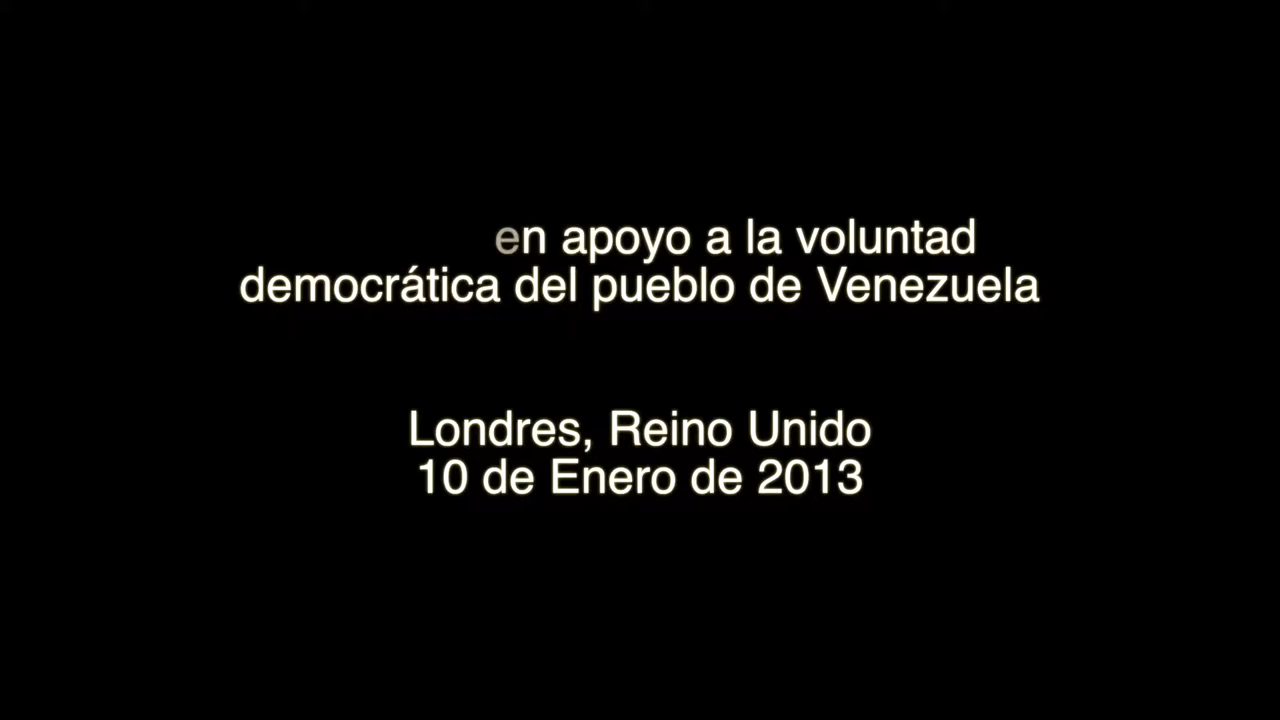 en apoyo a la voluntad
democrática del pueblo de Venezuela
Londres, Reino Unido
10 de Enero de 2013